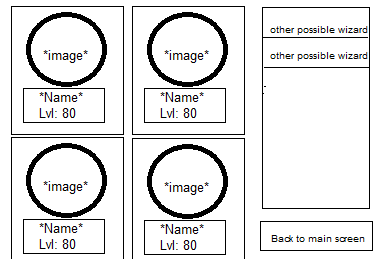 *image*
*Name*
Lvl: 80
*image*
*Name*
Lvl: 80
other possible wizard
other possible wizard
*image*
*Name*
Lvl: 80
*image*
*Name*
Lvl: 80
Back to main screen